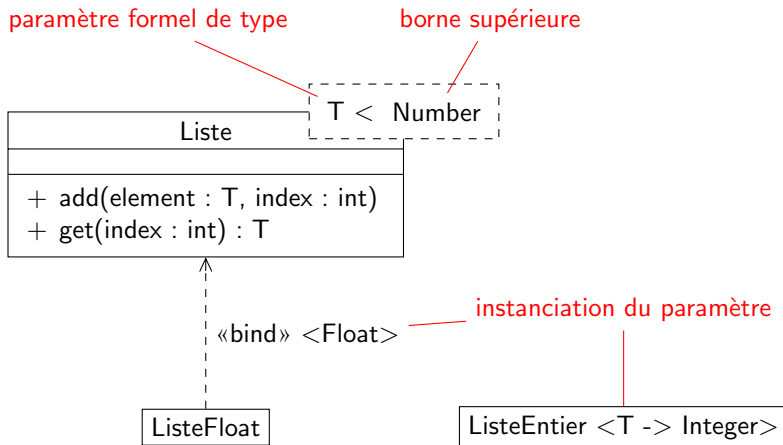 paramètre formel de type
borne supérieure
T < Number
Liste
+ add(element : T, index : int)
+ get(index : int) : T
instanciation du paramètre
«bind» <Float>
ListeFloat
ListeEntier <T -> Integer>